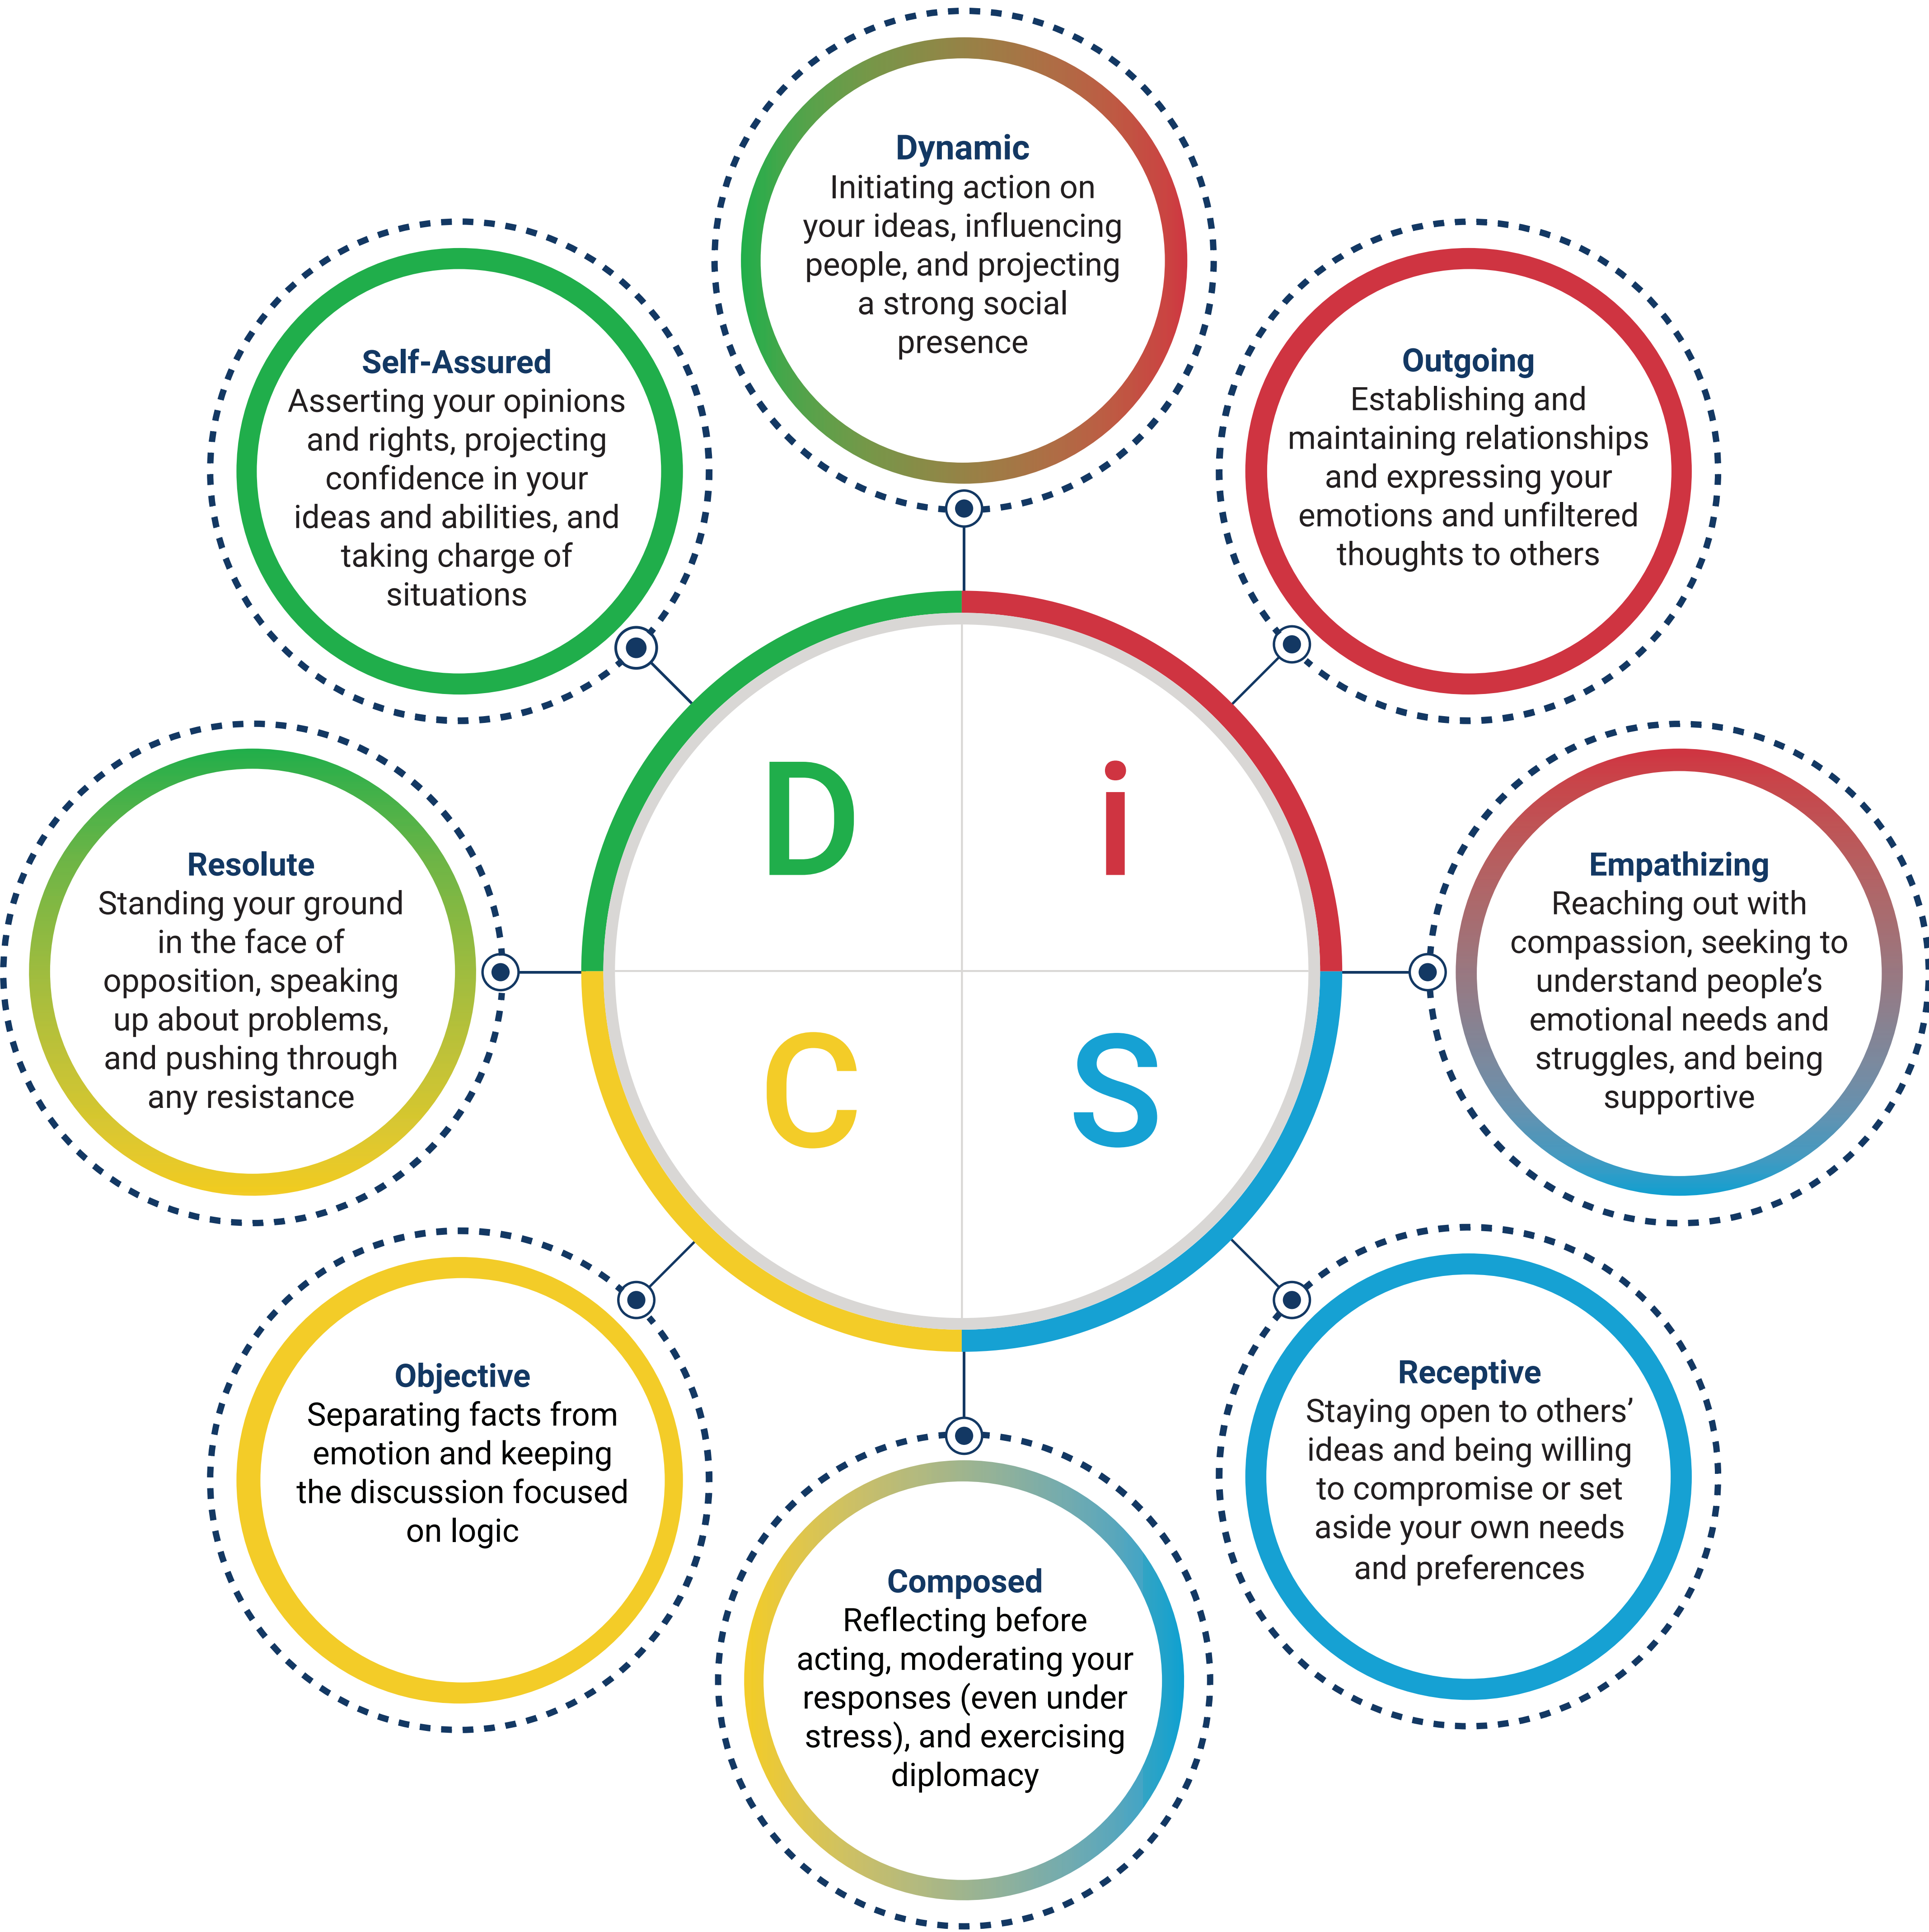 Dynamic
Initiating action on
your ideas, influencing
people, and projecting
a strong social
presence
Self-Assured
Asserting your opinions
and rights, projecting
confidence in your
ideas and abilities, and
taking charge of
situations
Outgoing
Establishing and
maintaining relationships
and expressing your
emotions and unfiltered
thoughts to others
D i
C S
Resolute
Standing your ground
in the face of
opposition, speaking
up about problems,
and pushing through
any resistance
Empathizing
Reaching out with
compassion, seeking to
understand people’s
emotional needs and
struggles, and being
supportive
Objective
Separating facts from
emotion and keeping
the discussion focused
on logic
Receptive
Staying open to others’
ideas and being willing
to compromise or set
aside your own needs
and preferences
Composed
Reflecting before
acting, moderating your
responses (even under
stress), and exercising
diplomacy